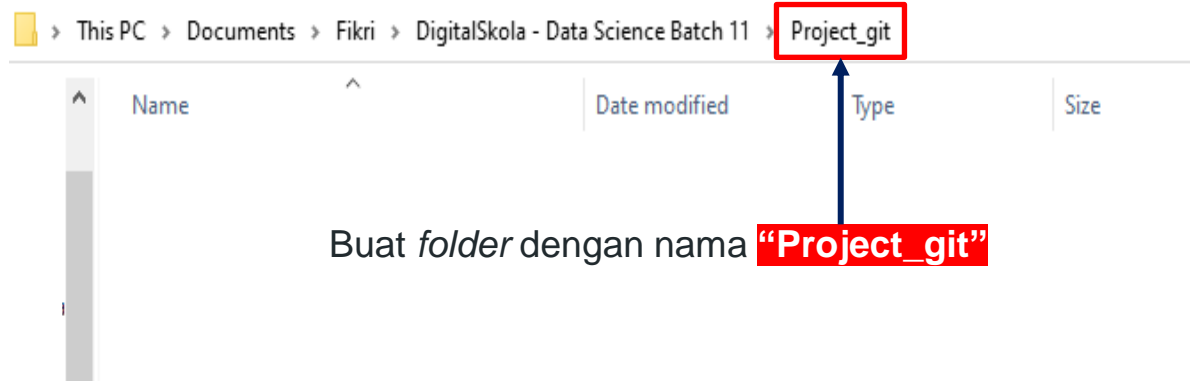 This PC > Documents > Fikri > DigitalSkola - Data Science Batch 11 > Project_git
Name Date modified Type Size
Buat folder dengan nama “Project_git”